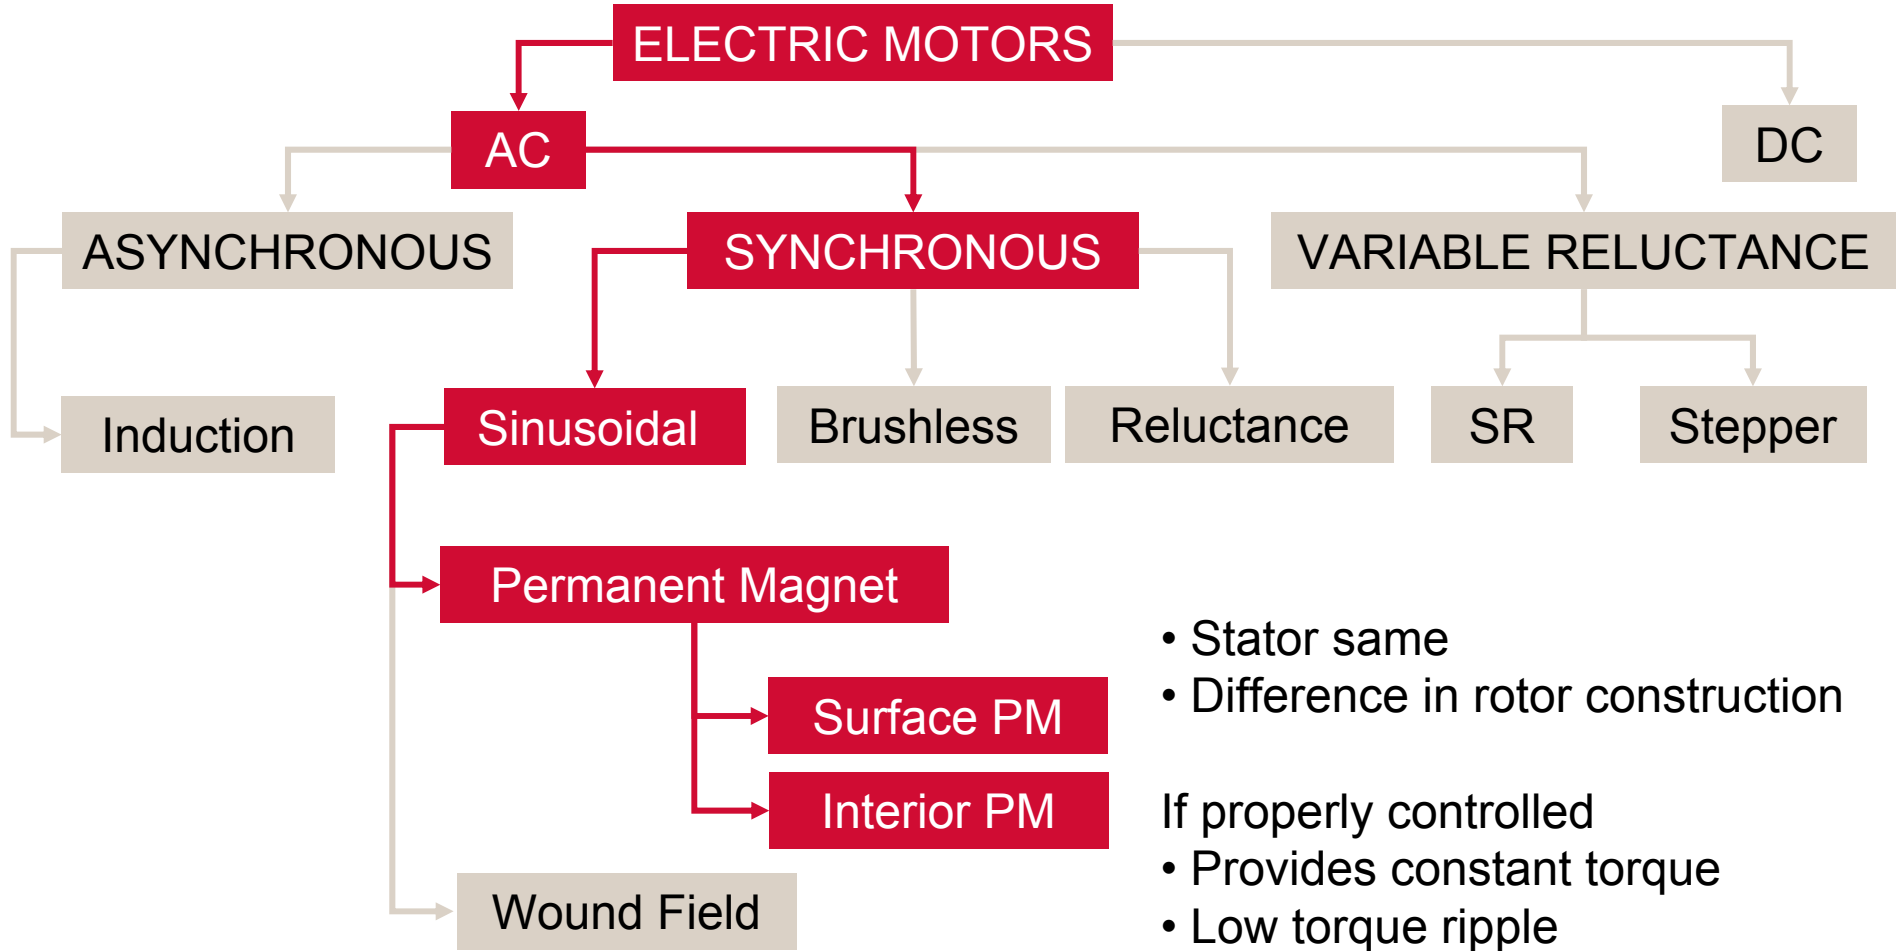 ELECTRIC MOTORS
AC
DC
ASYNCHRONOUS
SYNCHRONOUS
VARIABLE RELUCTANCE
Induction
Sinusoidal
Brushless
Reluctance
SR
Stepper
Permanent Magnet
Surface PM
Interior PM
Wound Field
• Stator same
• Difference in rotor construction
If properly controlled
• Provides constant torque
• Low torque ripple